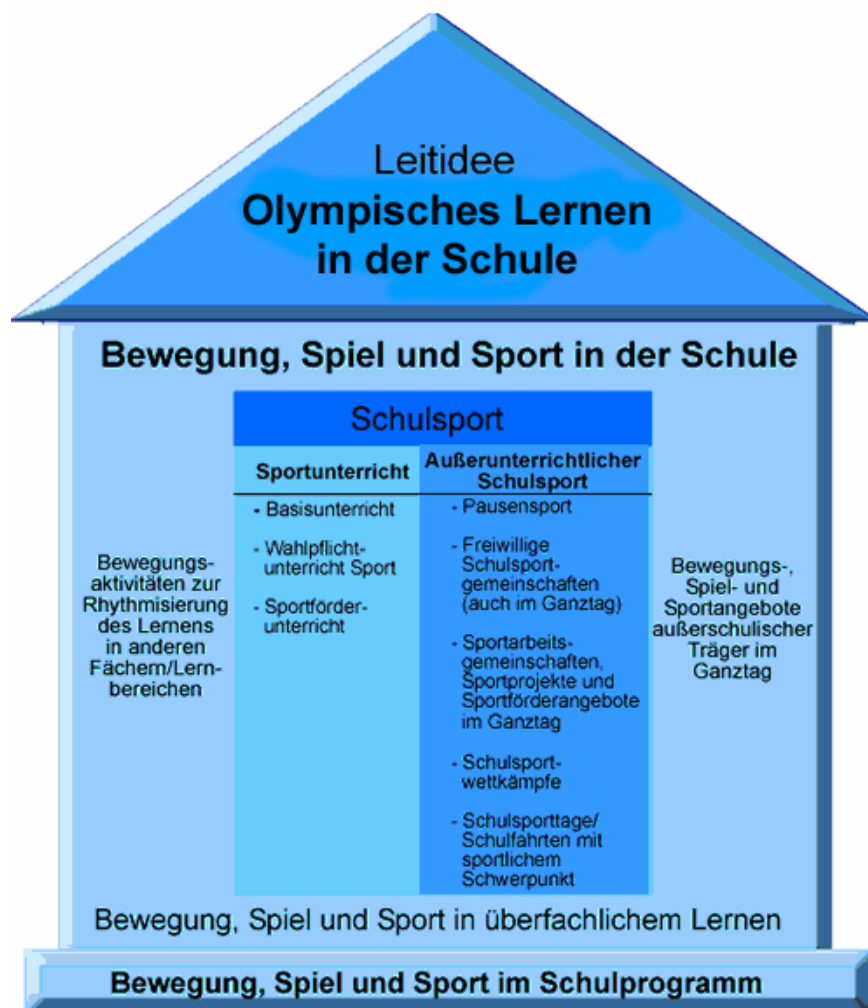 Leitidee
Olympisches Lernen
in der Schule
Bewegung, Spiel und Sport in der Schule
Schulsport
Sportunterricht
- Basisunterricht
- Wahlpflicht-
unterricht Sport
- Sportförder-
unterricht
Außerunterrichtlicher
Schulsport
- Pausensport
- Freiwillige
Schulsport-
gemeinschaften
(auch im Ganztag)
- Sportarbeits-
gemeinschaften,
Sportprojekte und
Sportförderangebote
im Ganztag
- Schulsport-
wettkämpfe
- Schulsporttage/
Schulfahrten mit
sportlichem
Schwerpunkt
Bewegungs-
aktivitäten zur
Rhythmisierung
des Lernens
in anderen
Fächern/Lern-
bereichen
Bewegungs-,
Spiel- und
Sportangebote
außerschulischer
Träger im
Ganztag
Bewegung, Spiel und Sport in überfachlichem Lernen
Bewegung, Spiel und Sport im Schulprogramm